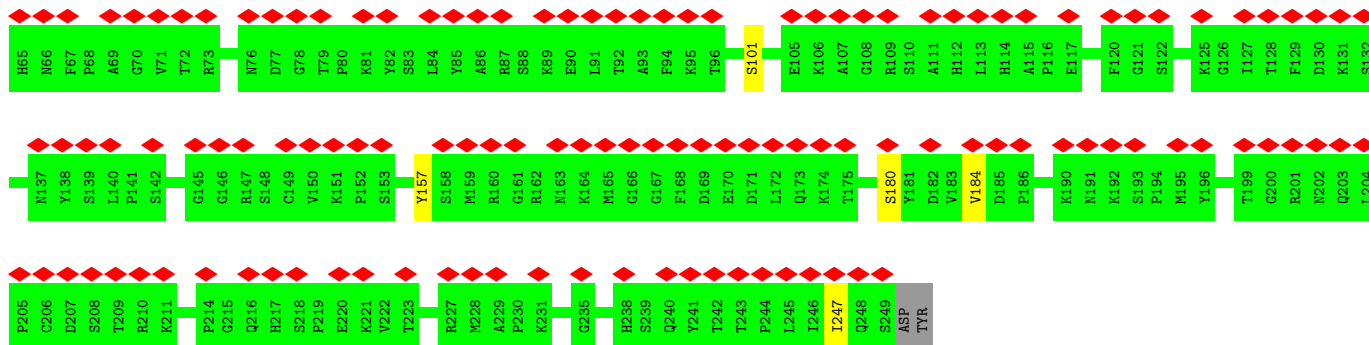 H65 N66 F67 P68 A69 G70 V71 T72 R73 N76 D77 G78 T79 P80 K81 Y82 S83 L84 Y85 A86 R87 S88 K89 E90 L91 T92 A93 F94 K95 T96 S101 E105 K106 A107 G108 R109 S110 A111 H112 L113 H114 A115 P116 E117 F120 G121 S122 K125 G126 I127 T128 F129 D130 K131 S132
N137 Y138 S139 L140 P141 S142 G145 G146 R147 S148 C149 V150 K151 P152 S153 Y157 S158 M159 R160 G161 R162 N163 K164 M165 G166 G167 F168 D169 E170 D171 L172 Q173 K174 T175 S180 Y181 D182 V183 V184 D185 P186 K190 N191 K192 S193 P194 M195 Y196 T199 G200 R201 N202 Q203 L204
P205 C206 D207 S208 T209 R210 K211 P214 G215 Q216 H217 S218 P219 E220 K221 V222 T223 R227 M228 A229 P230 K231 G235 H238 S239 Q240 Y241 T242 T243 P244 L245 I246 I247 Q248 S249 ASP TYR